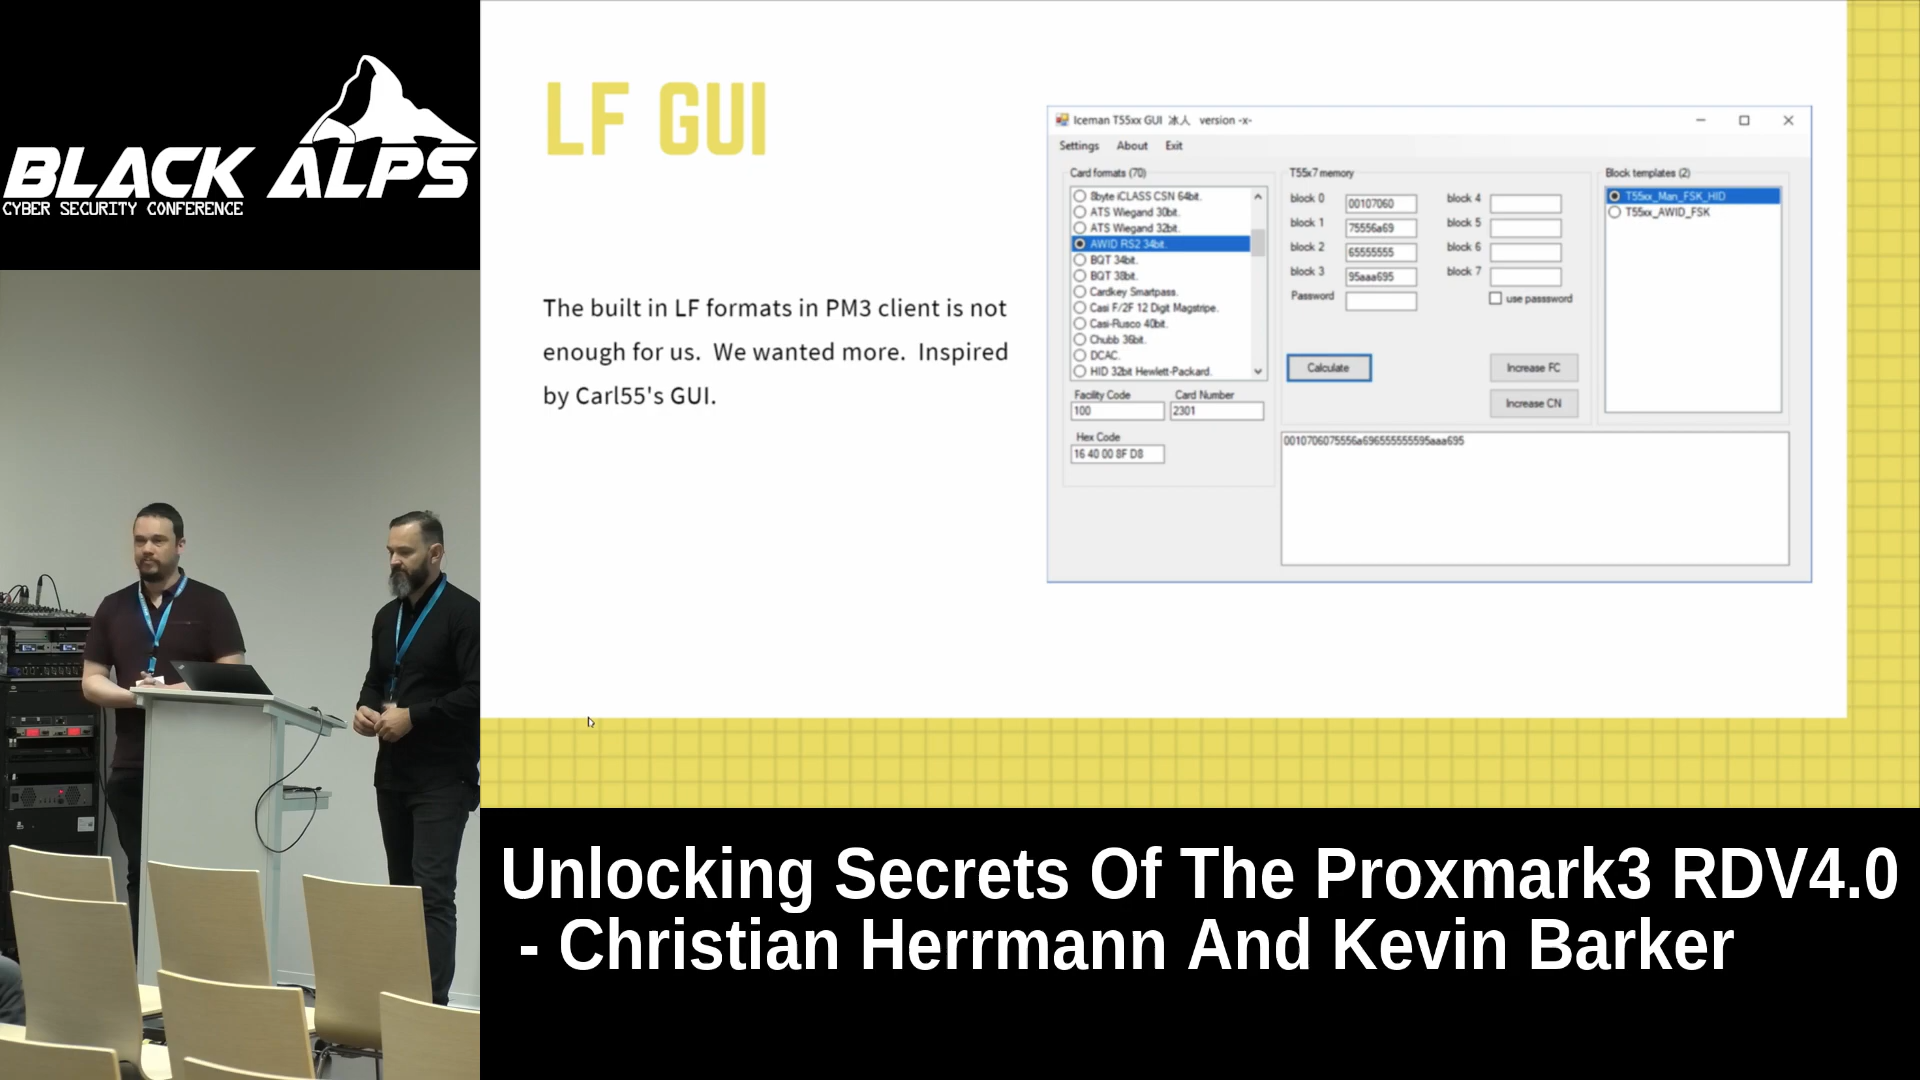 BLACK ALPS
CYBER SECURITY CONFERENCE
LF GUI
The built in LF formats in PM3 client is not
enough for us.  We wanted more.  Inspired
by Carl55's GUI.
Iceman T55xx GUI 冰人 version -x-
Settings About Exit
Card formats (70)
8byte iCLASS CSN 64bit.
ATS Wiegand 30bit.
ATS Wiegand 32bit.
AWID RS2 34bit.
BQT 34bit.
BQT 38bit.
Cardkey Smartpass.
Casi F/2F 12 Digit Magstripe.
Casi-Rusco 40bit.
Chubb 36bit.
DCAC.
HID 32bit Hewlett-Packard.
Facility Code Card Number
100 2301
Hex Code
16 40 00 8F D8
T55x7 memory
block 0 00107060 block 4
block 1 75556a69 block 5
block 2 65555555 block 6
block 3 95aaa695 block 7
Password use passsword
Calculate Increase FC
Increase CN
Block templates (2)
T55xx_Man_FSK_HID
T55xx_AWID_FSK
0010706075556a696555555595aaa695
Unlocking Secrets Of The Proxmark3 RDV4.0
- Christian Herrmann And Kevin Barker